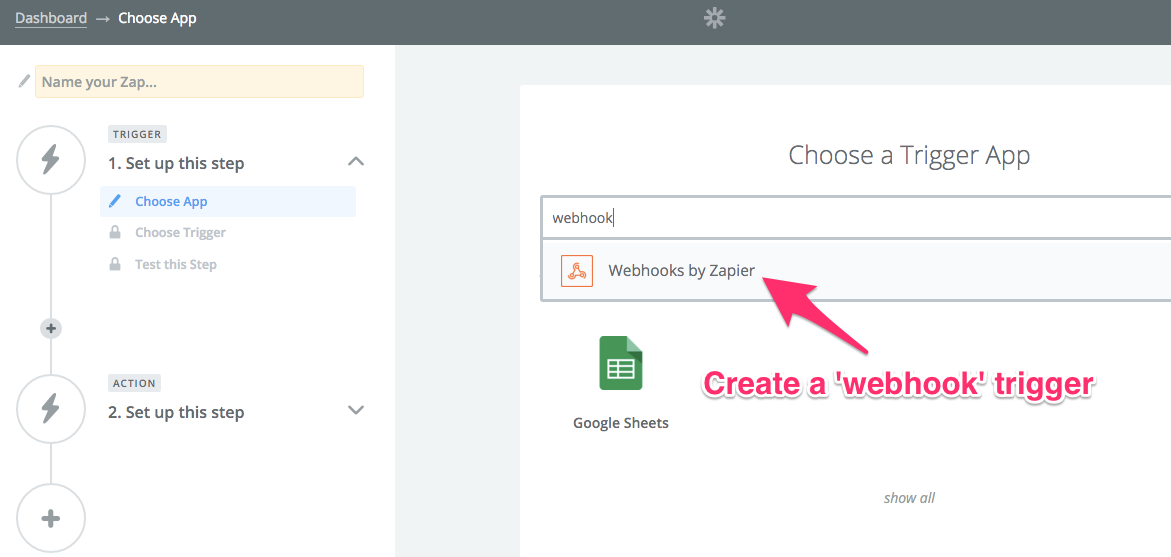 Dashboard → Choose App
Name your Zap...
TRIGGER
1. Set up this step
Choose App
Choose Trigger
Test this Step
ACTION
2. Set up this step
Choose a Trigger App
webhook
Webhooks by Zapier
Create a 'webhook' trigger
Google Sheets
show all